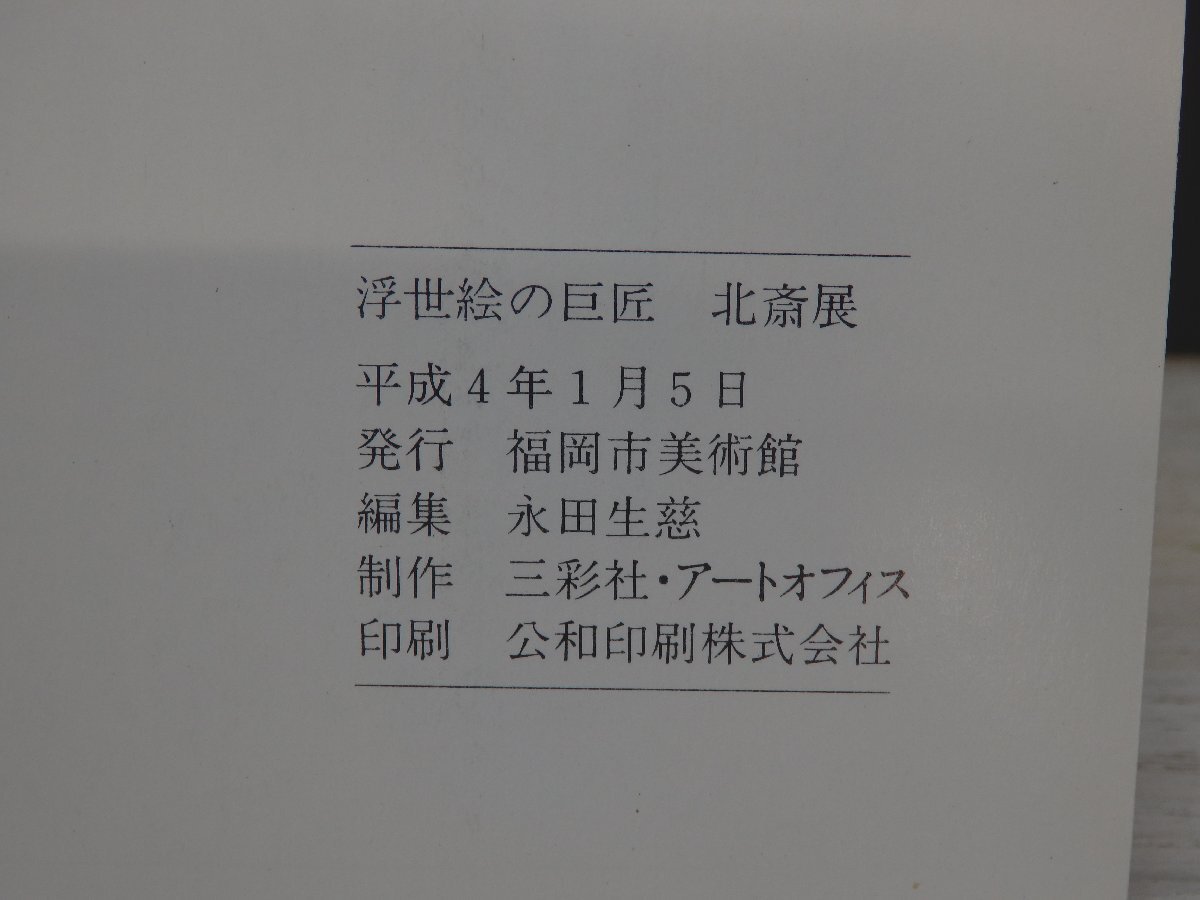 浮世絵の巨匠　北斎展
平成4年1月5日
発行　福岡市美術館
編集　永田生慈
制作　三彩社・アートオフィス
印刷　公和印刷株式会社